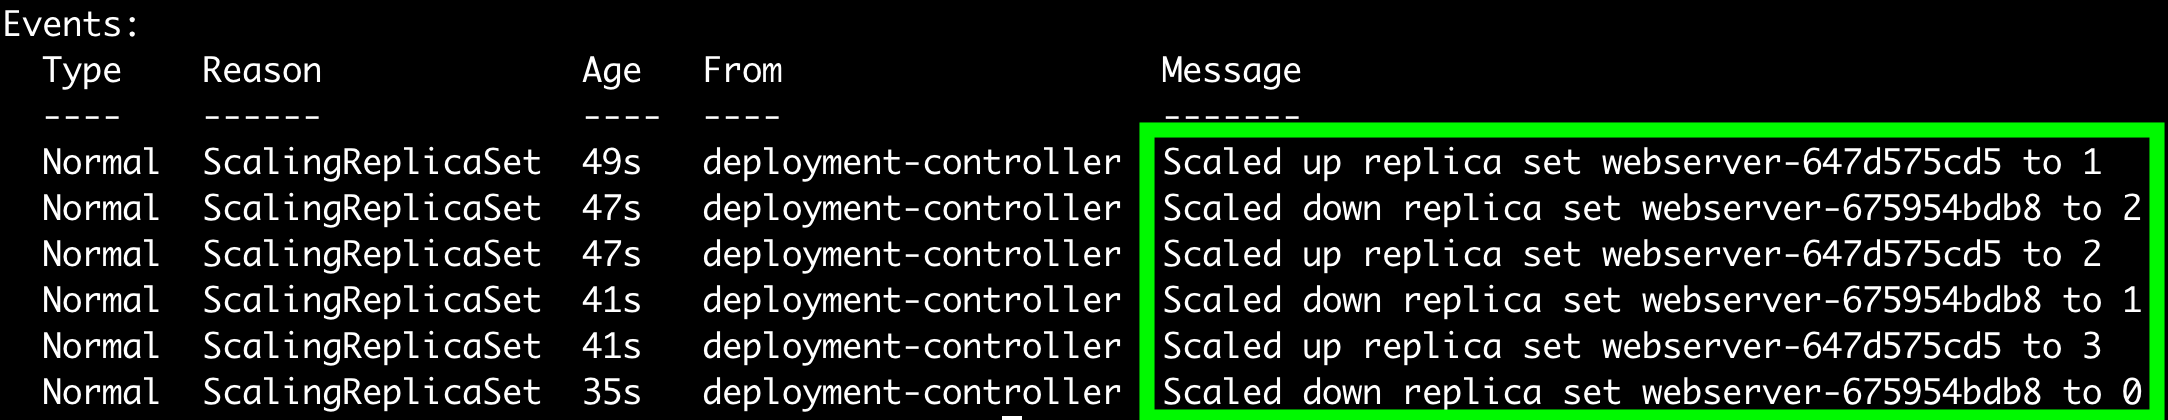 Events:
  Type    Reason             Age   From                   Message
  ----    ------             ----  ----                   -------
  Normal  ScalingReplicaSet  49s   deployment-controller  Scaled up replica set webserver-647d575cd5 to 1
  Normal  ScalingReplicaSet  47s   deployment-controller  Scaled down replica set webserver-675954bdb8 to 2
  Normal  ScalingReplicaSet  47s   deployment-controller  Scaled up replica set webserver-647d575cd5 to 2
  Normal  ScalingReplicaSet  41s   deployment-controller  Scaled down replica set webserver-675954bdb8 to 1
  Normal  ScalingReplicaSet  41s   deployment-controller  Scaled up replica set webserver-647d575cd5 to 3
  Normal  ScalingReplicaSet  35s   deployment-controller  Scaled down replica set webserver-675954bdb8 to 0